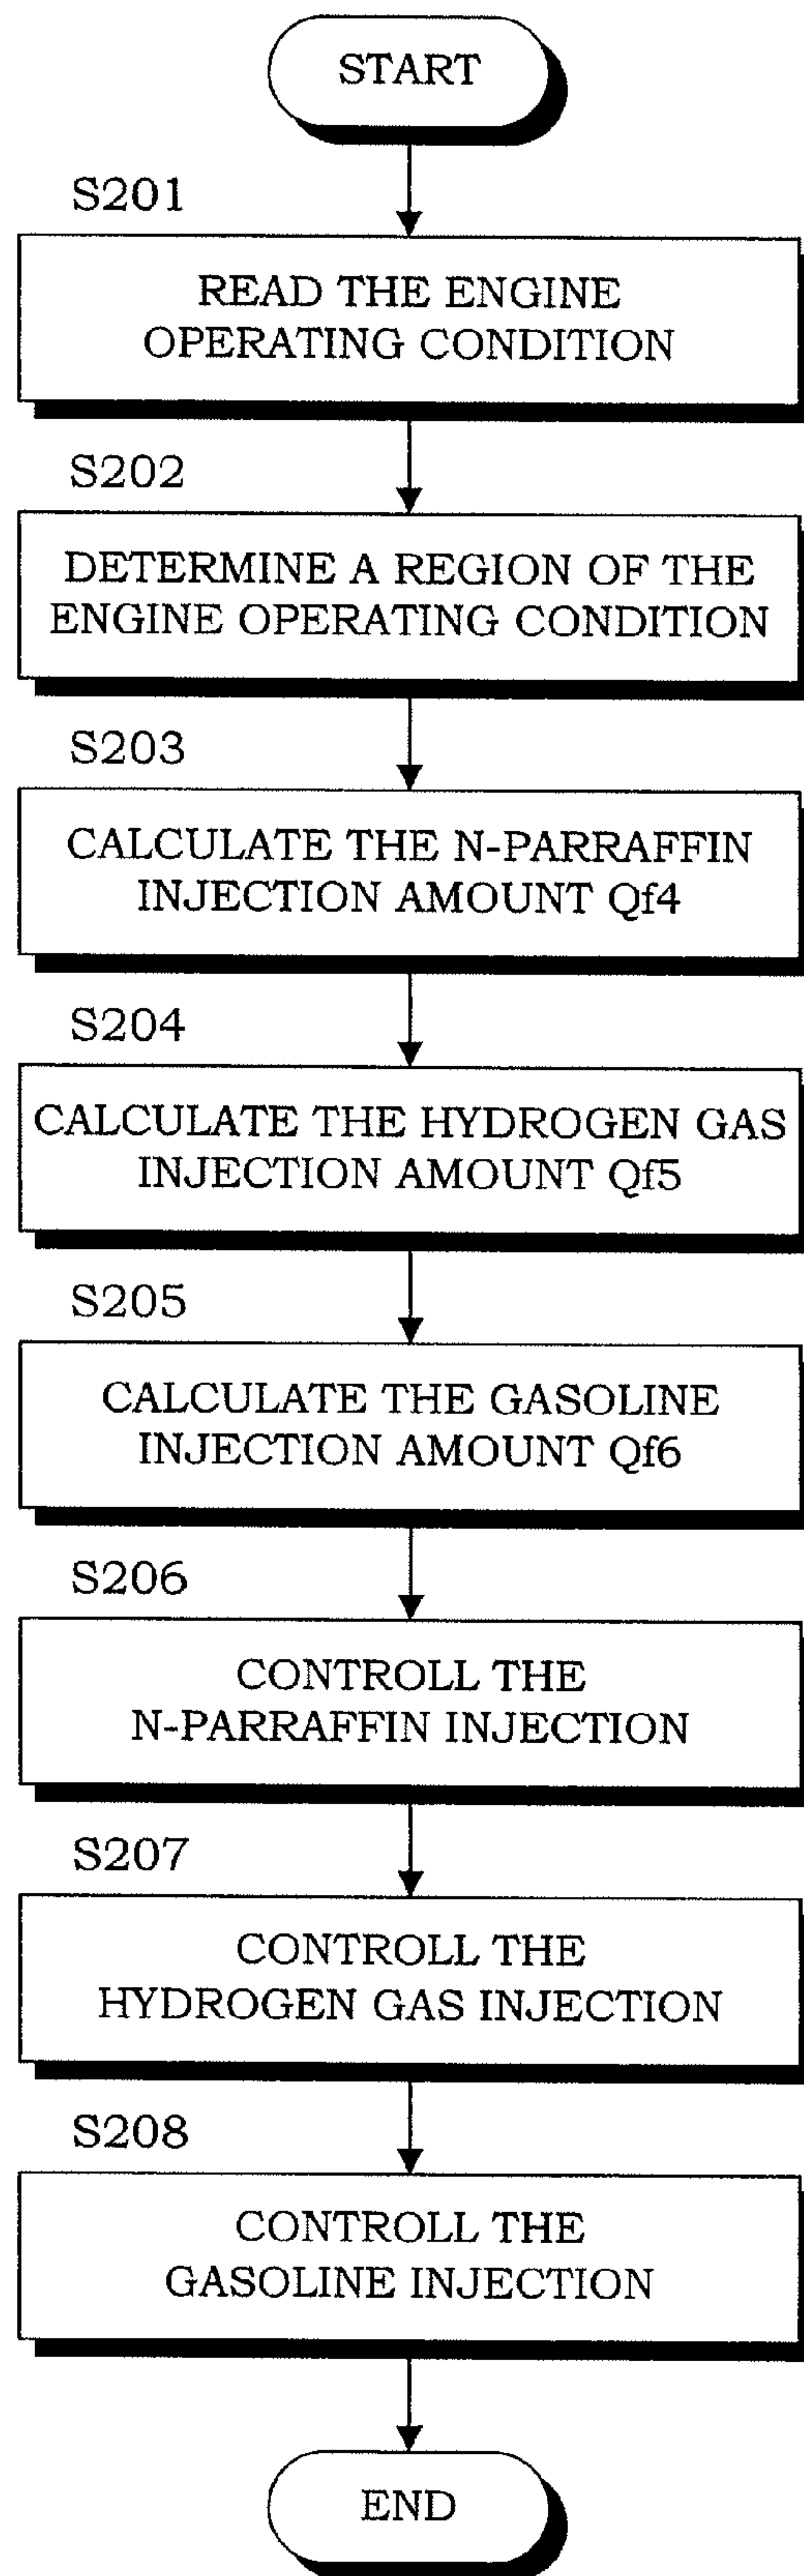 START
S201
READ THE ENGINE
OPERATING CONDITION
S202
DETERMINE A REGION OF THE
ENGINE OPERATING CONDITION
S203
CALCULATE THE N-PARRAFFIN
INJECTION AMOUNT Qf4
S204
CALCULATE THE HYDROGEN GAS
INJECTION AMOUNT Qf5
S205
CALCULATE THE GASOLINE
INJECTION AMOUNT Qf6
S206
CONTROLL THE
N-PARRAFFIN INJECTION
S207
CONTROLL THE
HYDROGEN GAS INJECTION
S208
CONTROLL THE
GASOLINE INJECTION
END